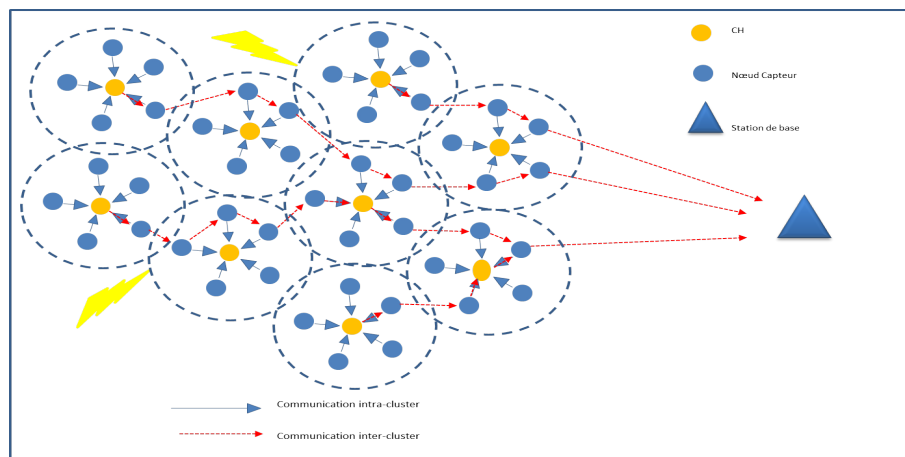 CH
Nœud Capteur
Station de base
Communication intra-cluster
Communication inter-cluster